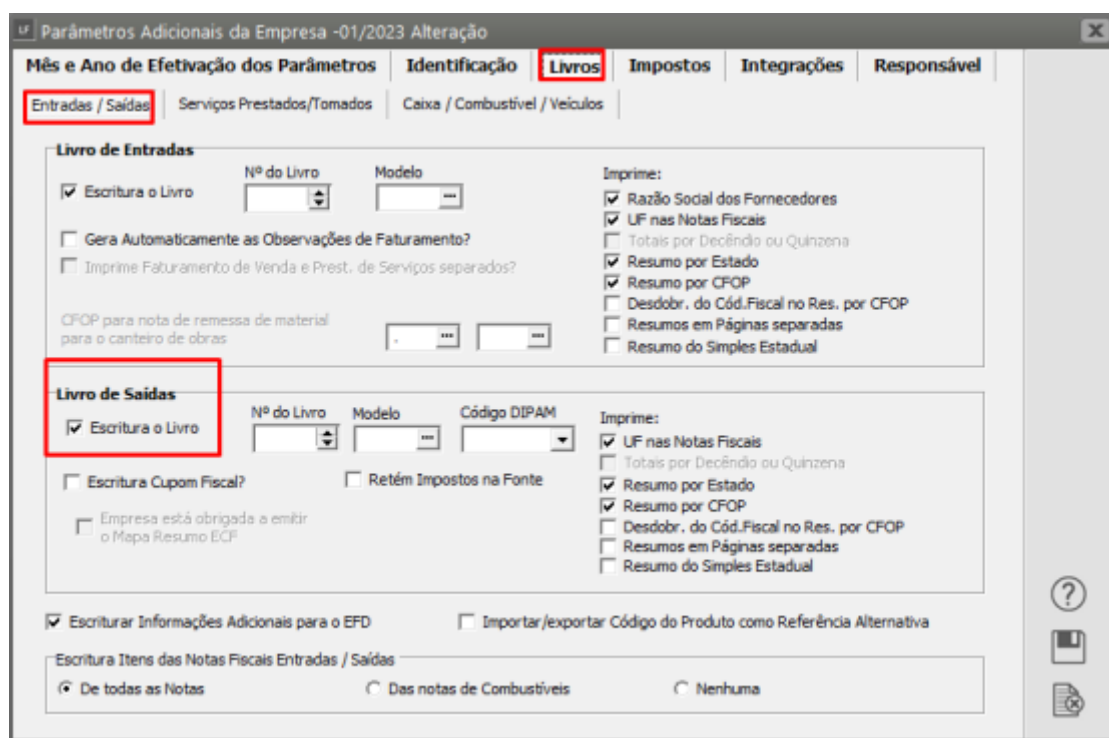 LF Parâmetros Adicionais da Empresa -01/2023 Alteração
Mês e Ano de Efetivação dos Parâmetros Identificação Livros Impostos Integrações Responsável
Entradas / Saídas Serviços Prestados/Tomados Caixa / Combustível / Veículos
Livro de Entradas
Nº do Livro Modelo Imprime:
Escritura o Livro
Razão Social dos Fornecedores
UF nas Notas Fiscais
Gera Automaticamente as Observações de Faturamento?
Totais por Decêndio ou Quinzena
Imprime Faturamento de Venda e Prest. de Serviços separados?
Resumo por Estado
Resumo por CFOP
Desdobr. do Cód.Fiscal no Res. por CFOP
CFOP para nota de remessa de material
para o canteiro de obras
Resumos em Páginas separadas
Resumo do Simples Estadual
Livro de Saídas
Nº do Livro Modelo Código DIPAM Imprime:
Escritura o Livro
UF nas Notas Fiscais
Totais por Decêndio ou Quinzena
Escritura Cupom Fiscal? Retém Impostos na Fonte Resumo por Estado
Resumo por CFOP
Empresa está obrigada a emitir
o Mapa Resumo ECF
Desdobr. do Cód.Fiscal no Res. por CFOP
Resumos em Páginas separadas
Resumo do Simples Estadual
Escriturar Informações Adicionais para o EFD Importar/exportar Código do Produto como Referência Alternativa
Escritura Itens das Notas Fiscais Entradas / Saídas
De todas as Notas Das notas de Combustíveis Nenhuma